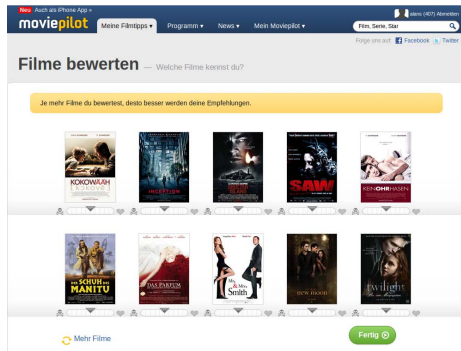 Neu Auch als iPhone App »
alans (407) Abmelden
moviepilot
Meine Filmtipps ▾ Programm ▾ News ▾ Mein Moviepilot ▾ Film, Serie, Star
Folge uns auf: Facebook Twitter
Filme bewerten — Welche Filme kennst du?
Je mehr Filme du bewertest, desto besser werden deine Empfehlungen.
KOKOWÄÄH
INCEPTION
SAW
KEINOHRHASEN
DER SCHUH DES MANITU
DAS PARFUM
Mr. & Mrs. Smith
new moon
twilight
Mehr Filme
Fertig